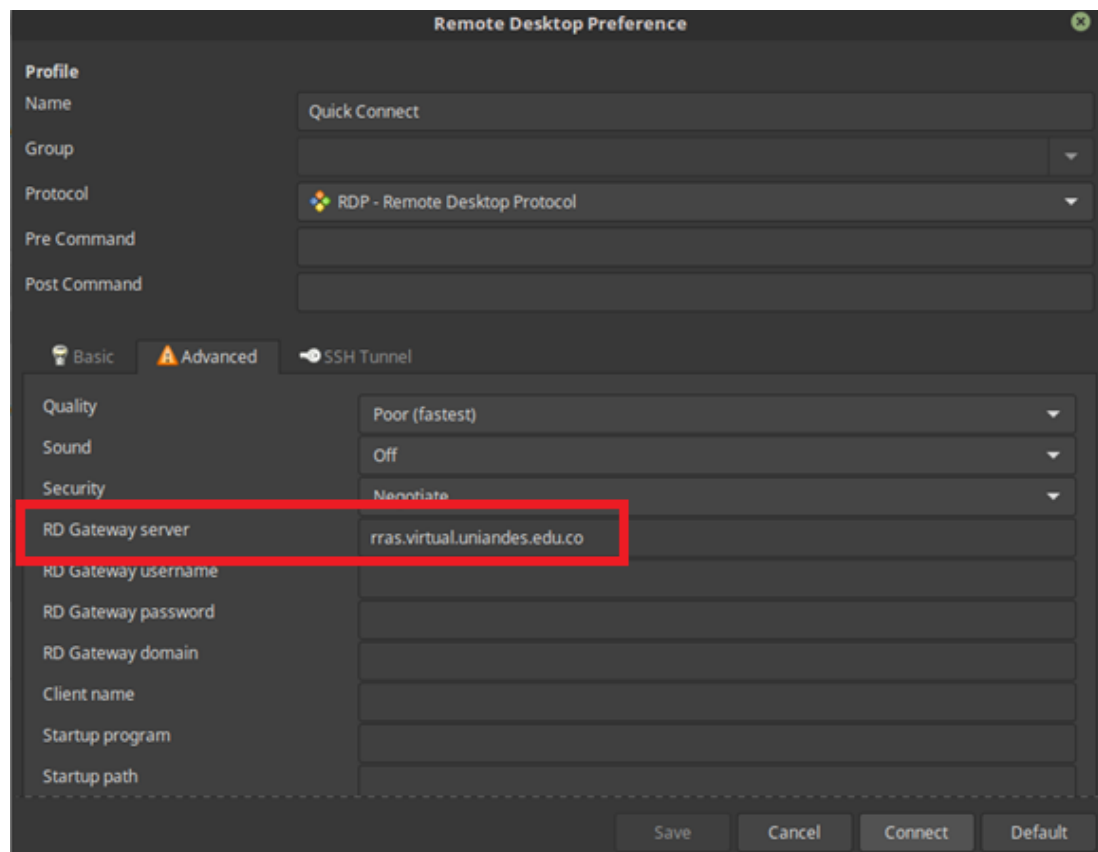 Remote Desktop Preference
Profile
Name
Quick Connect
Group
Protocol
RDP - Remote Desktop Protocol
Pre Command
Post Command
Basic
Advanced
SSH Tunnel
Quality
Poor (fastest)
Sound
Off
Security
Negotiate
RD Gateway server
rras.virtual.uniandes.edu.co
RD Gateway username
RD Gateway password
RD Gateway domain
Client name
Startup program
Startup path
Save
Cancel
Connect
Default